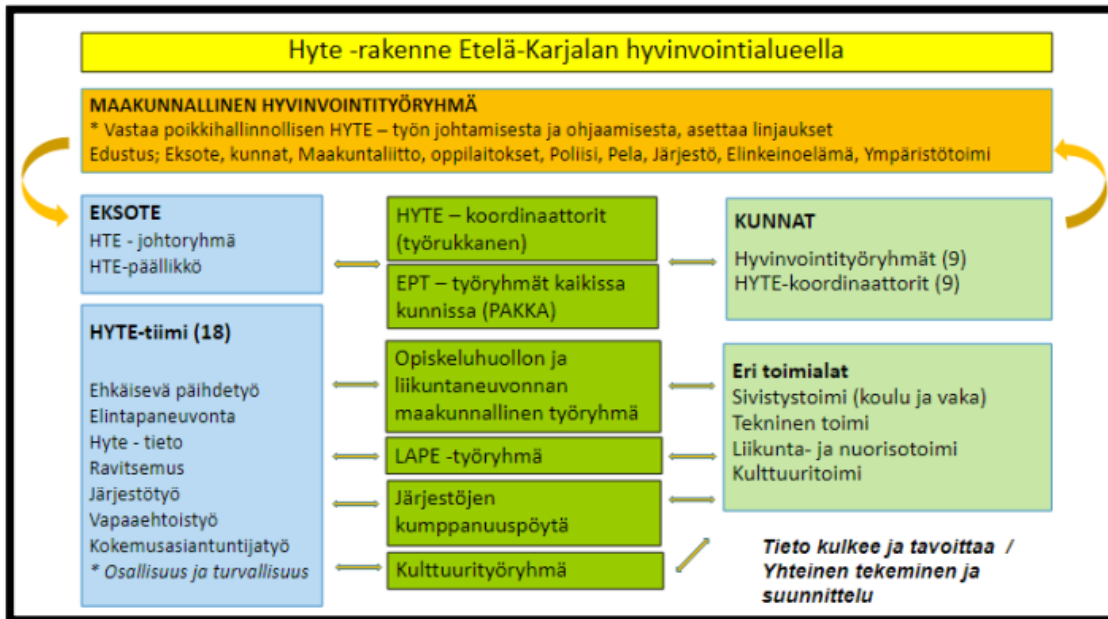 Hyte -rakenne Etelä-Karjalan hyvinvointialueella
MAAKUNNALLINEN HYVINVOINTITYÖRYHMÄ
* Vastaa poikkihallinnollisen HYTE – työn johtamisesta ja ohjaamisesta, asettaa linjaukset
Edustus; Eksote, kunnat, Maakuntaliitto, oppilaitokset, Poliisi, Pela, Järjestö, Elinkeinoelämä, Ympäristötoimi
EKSOTE
HTE - johtoryhmä
HTE-päällikkö
HYTE-tiimi (18)
Ehkäisevä päihdetyö
Elintapaneuvonta
Hyte - tieto
Ravitsemus
Järjestötyö
Vapaaehtoistyö
Kokemusasiantuntijatyö
* Osallisuus ja turvallisuus
HYTE – koordinaattorit
(työrukkanen)
EPT – työryhmät kaikissa
kunnissa (PAKKA)
Opiskeluhuollon ja
liikuntaneuvonnan
maakunnallinen työryhmä
LAPE -työryhmä
Järjestöjen
kumppanuuspöytä
Kulttuurityöryhmä
KUNNAT
Hyvinvointityöryhmät (9)
HYTE-koordinaattorit (9)
Eri toimialat
Sivistystoimi (koulu ja vaka)
Tekninen toimi
Liikunta- ja nuorisotoimi
Kulttuuritoimi
Tieto kulkee ja tavoittaa /
Yhteinen tekeminen ja
suunnittelu